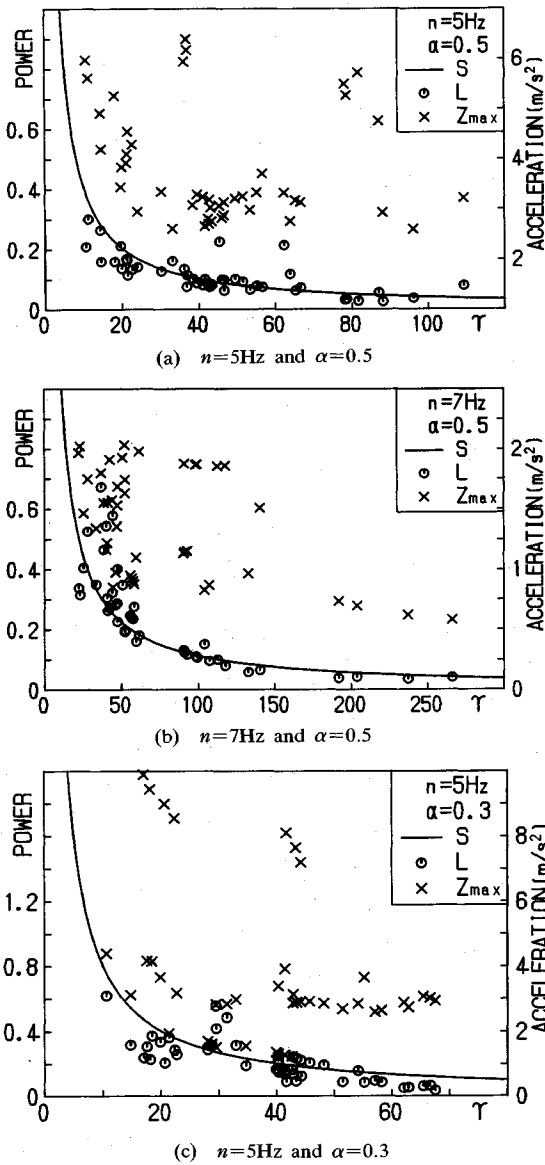 n=5Hz
α=0.5
S
L
Zmax
POWER
0.6
0.4
0.2
0
ACCELERATION(m/s²)
6
4
2
20
40
60
80
100
ϒ
(a) n=5Hz and α=0.5
n=7Hz
α=0.5
S
L
Zmax
POWER
0.8
0.6
0.4
0.2
0
ACCELERATION(m/s²)
2
1
0
0
50
100
150
200
250
ϒ
(b) n=7Hz and α=0.5
n=5Hz
α=0.3
S
L
Zmax
POWER
1.2
0.8
0.4
0
ACCELERATION(m/s²)
8
6
4
2
0
0
20
40
60
ϒ
(c) n=5Hz and α=0.3